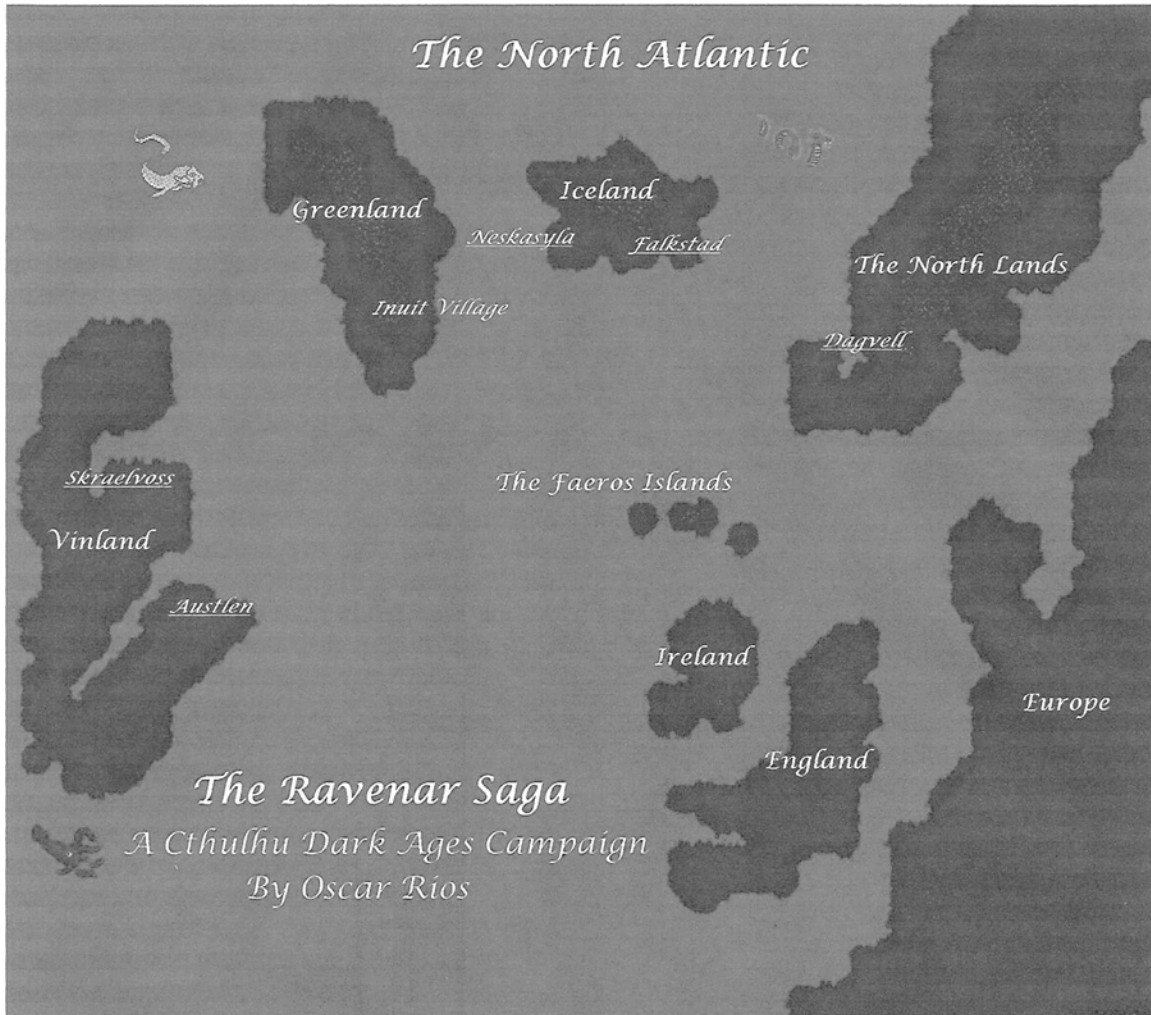 The North Atlantic
Iceland
Greenland
Neskasyla
Falkstad
The North Lands
Inuit Village
Dagvell
Skraelvoss
The Faeros Islands
Vinland
Austlen
Ireland
Europe
England
The Ravenar Saga
A Cthulhu Dark Ages Campaign
By Oscar Rios